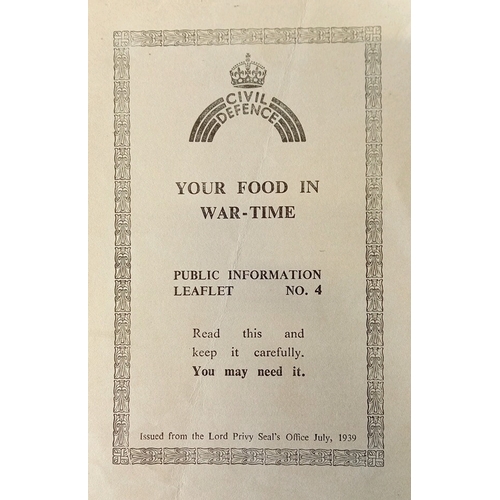 CIVIL
DEFENCE
YOUR FOOD IN
WAR-TIME
PUBLIC INFORMATION
LEAFLET NO. 4
Read this and
keep it carefully.
You may need it.
Issued from the Lord Privy Seal's Office July, 1939